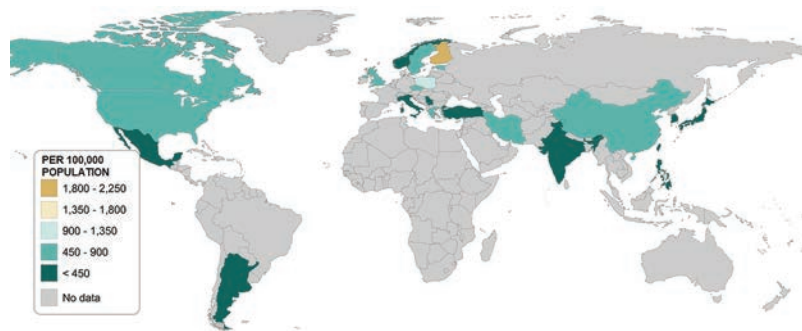 PER 100,000
POPULATION
1,800 - 2,250
1,350 - 1,800
900 - 1,350
450 - 900
< 450
No data